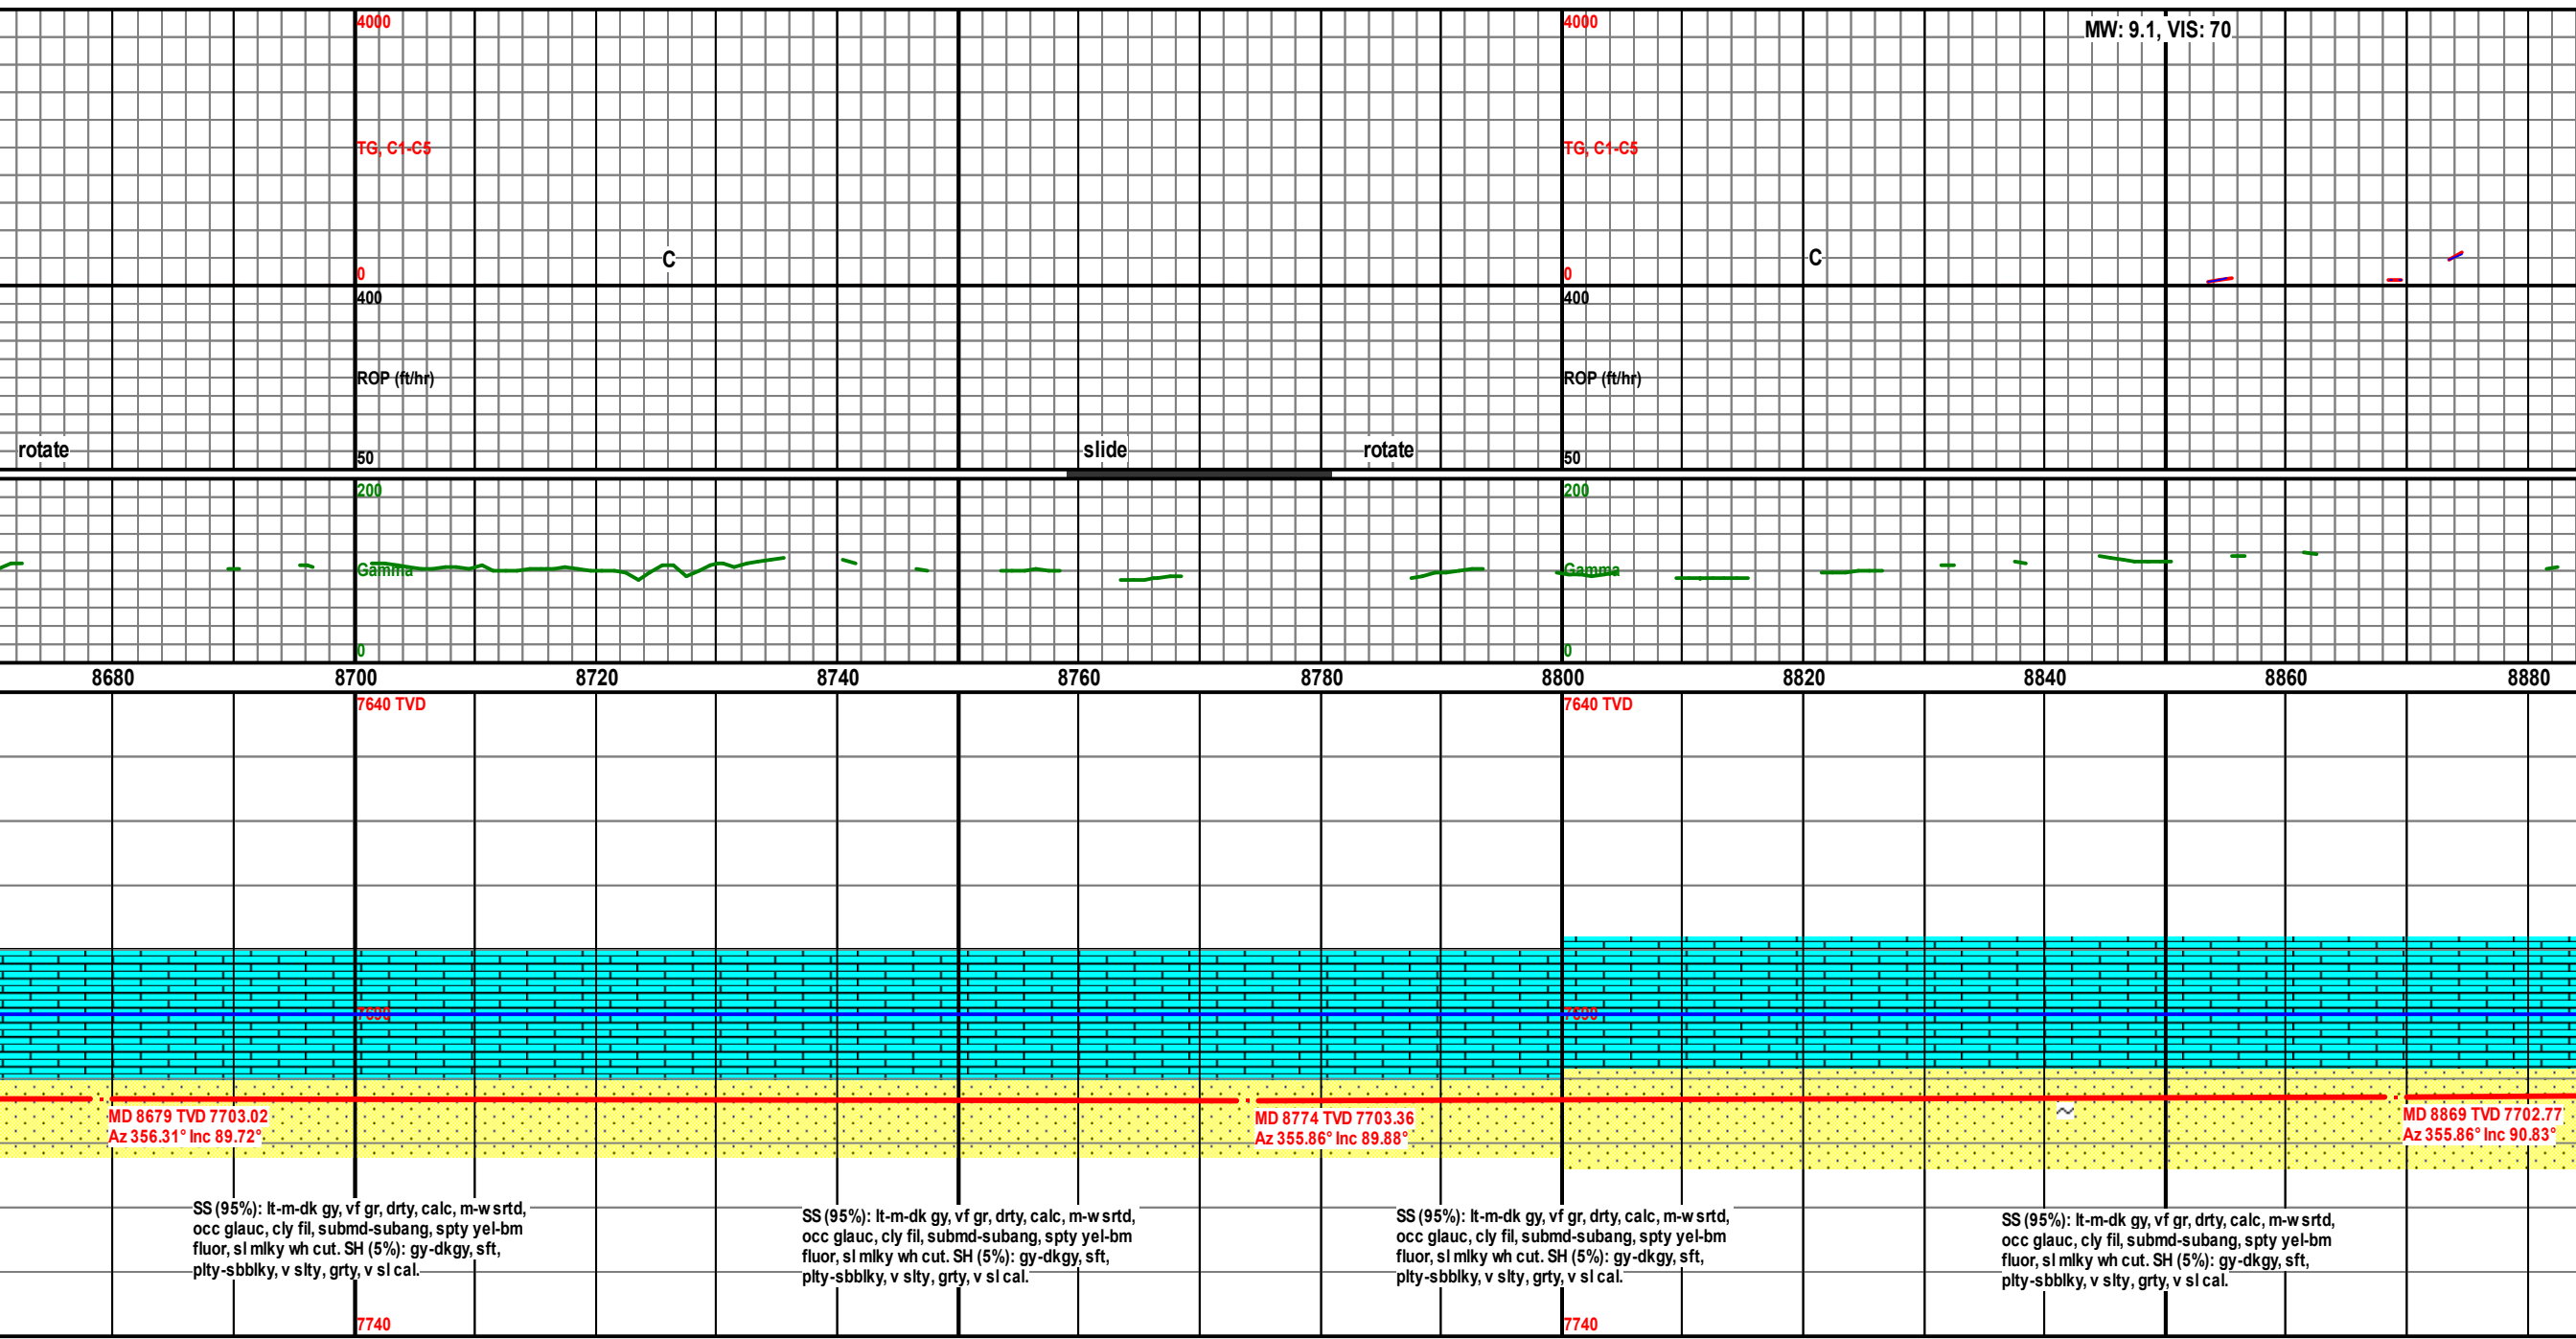 4000
4000
MW: 9.1, VIS: 70
TG, C1-C5
TG, C1-C5
C
C
0
0
400
400
ROP (ft/hr)
ROP (ft/hr)
rotate
slide
rotate
50
50
200
200
Gamma
Gamma
0
0
8680 8700 8720 8740 8760 8780 8800 8820 8840 8860 8880
7640 TVD
7640 TVD
7690
7690
MD 8679 TVD 7703.02
Az 356.31° Inc 89.72°
MD 8774 TVD 7703.36
Az 355.86° Inc 89.88°
MD 8869 TVD 7702.77
Az 355.86° Inc 90.83°
SS (95%): lt-m-dk gy, vf gr, drty, calc, m-w srtd,
occ glauc, cly fil, submd-subang, spty yel-bm
fluor, sl mlky wh cut. SH (5%): gy-dkgy, sft,
plty-sbblky, v slty, grty, v sl cal.
SS (95%): lt-m-dk gy, vf gr, drty, calc, m-w srtd,
occ glauc, cly fil, submd-subang, spty yel-bm
fluor, sl mlky wh cut. SH (5%): gy-dkgy, sft,
plty-sbblky, v slty, grty, v sl cal.
SS (95%): lt-m-dk gy, vf gr, drty, calc, m-w srtd,
occ glauc, cly fil, submd-subang, spty yel-bm
fluor, sl mlky wh cut. SH (5%): gy-dkgy, sft,
plty-sbblky, v slty, grty, v sl cal.
SS (95%): lt-m-dk gy, vf gr, drty, calc, m-w srtd,
occ glauc, cly fil, submd-subang, spty yel-bm
fluor, sl mlky wh cut. SH (5%): gy-dkgy, sft,
plty-sbblky, v slty, grty, v sl cal.
7740
7740